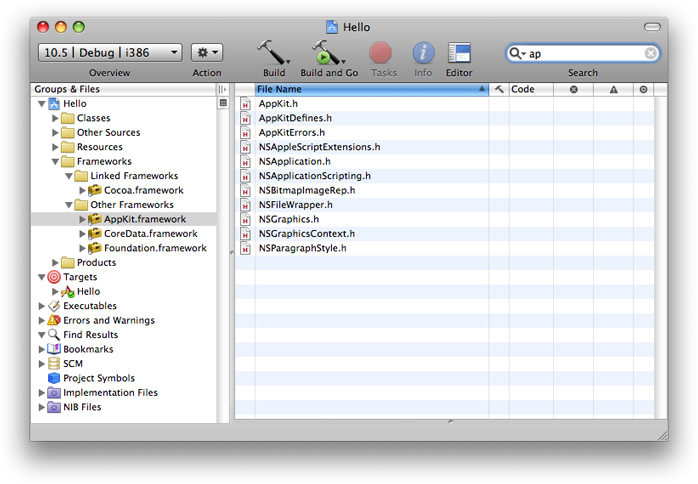 Hello
10.5 | Debug | i386
ap
Overview
Action
Build
Build and Go
Tasks
Info
Editor
Search
Groups & Files
File Name
Code
Hello
Classes
Other Sources
Resources
Frameworks
Linked Frameworks
Cocoa.framework
Other Frameworks
AppKit.framework
CoreData.framework
Foundation.framework
Products
Targets
Hello
Executables
Errors and Warnings
Find Results
Bookmarks
SCM
Project Symbols
Implementation Files
NIB Files
AppKit.h
AppKitDefines.h
AppKitErrors.h
NSAppleScriptExtensions.h
NSApplication.h
NSApplicationScripting.h
NSBitmapImageRep.h
NSFileWrapper.h
NSGraphics.h
NSGraphicsContext.h
NSParagraphStyle.h